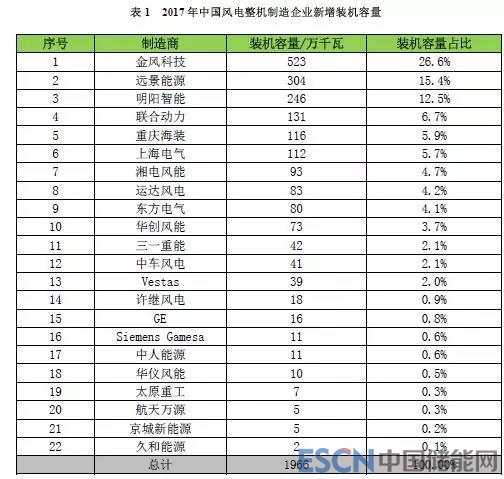 表 1 2017 年中国风电整机制造企业新增装机容量
序号 制造商 装机容量/万千瓦 装机容量占比
1 金风科技 523 26.6%
2 远景能源 304 15.4%
3 明阳智能 246 12.5%
4 联合动力 131 6.7%
5 重庆海装 116 5.9%
6 上海电气 112 5.7%
7 湘电风能 93 4.7%
8 运达风电 83 4.2%
9 东方电气 80 4.1%
10 华创风能 73 3.7%
11 三一重能 42 2.1%
12 中车风电 41 2.1%
13 Vestas 39 2.0%
14 许继风电 18 0.9%
15 GE 16 0.8%
16 Siemens Gamesa 11 0.6%
17 中人能源 11 0.6%
18 华仪风能 10 0.5%
19 太原重工 7 0.3%
20 航天万源 5 0.3%
21 京城新能源 5 0.2%
22 久和能源 2 0.1%
总计 1966 100.00%
ESCN中国储能网